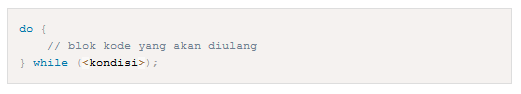 do {
    // blok kode yang akan diulang
} while (<kondisi>);